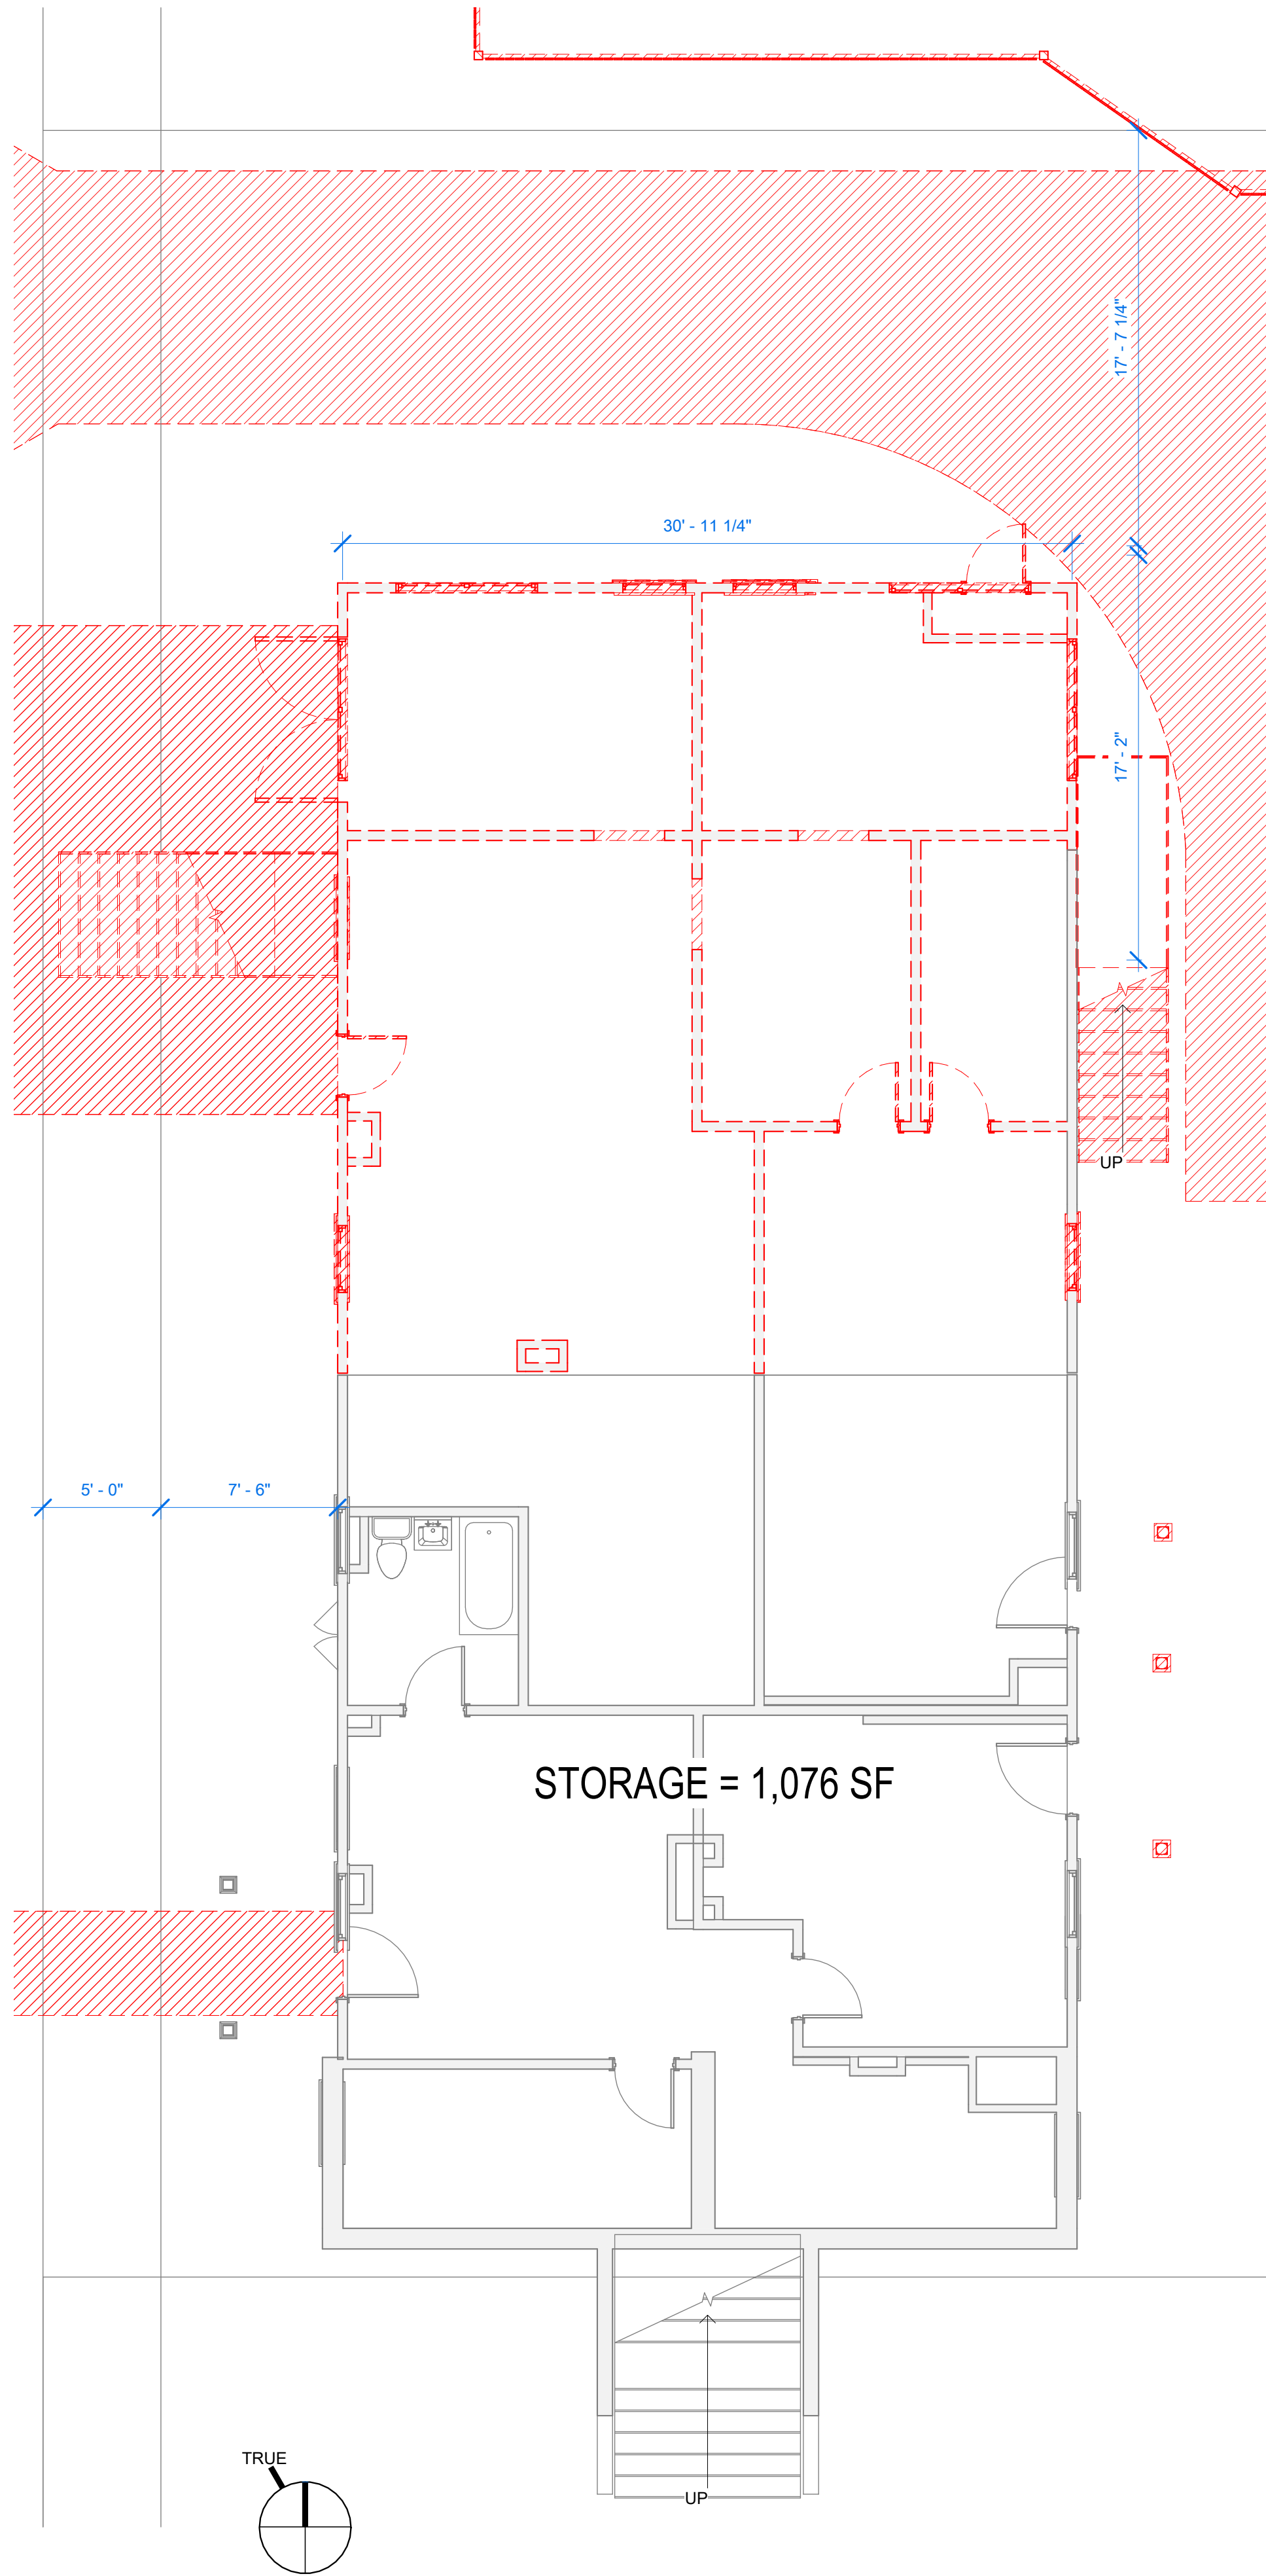 17' - 7 1/4"
30' - 11 1/4"
17' - 2"
UP
5' - 0"
7' - 6"
STORAGE = 1,076 SF
TRUE
UP